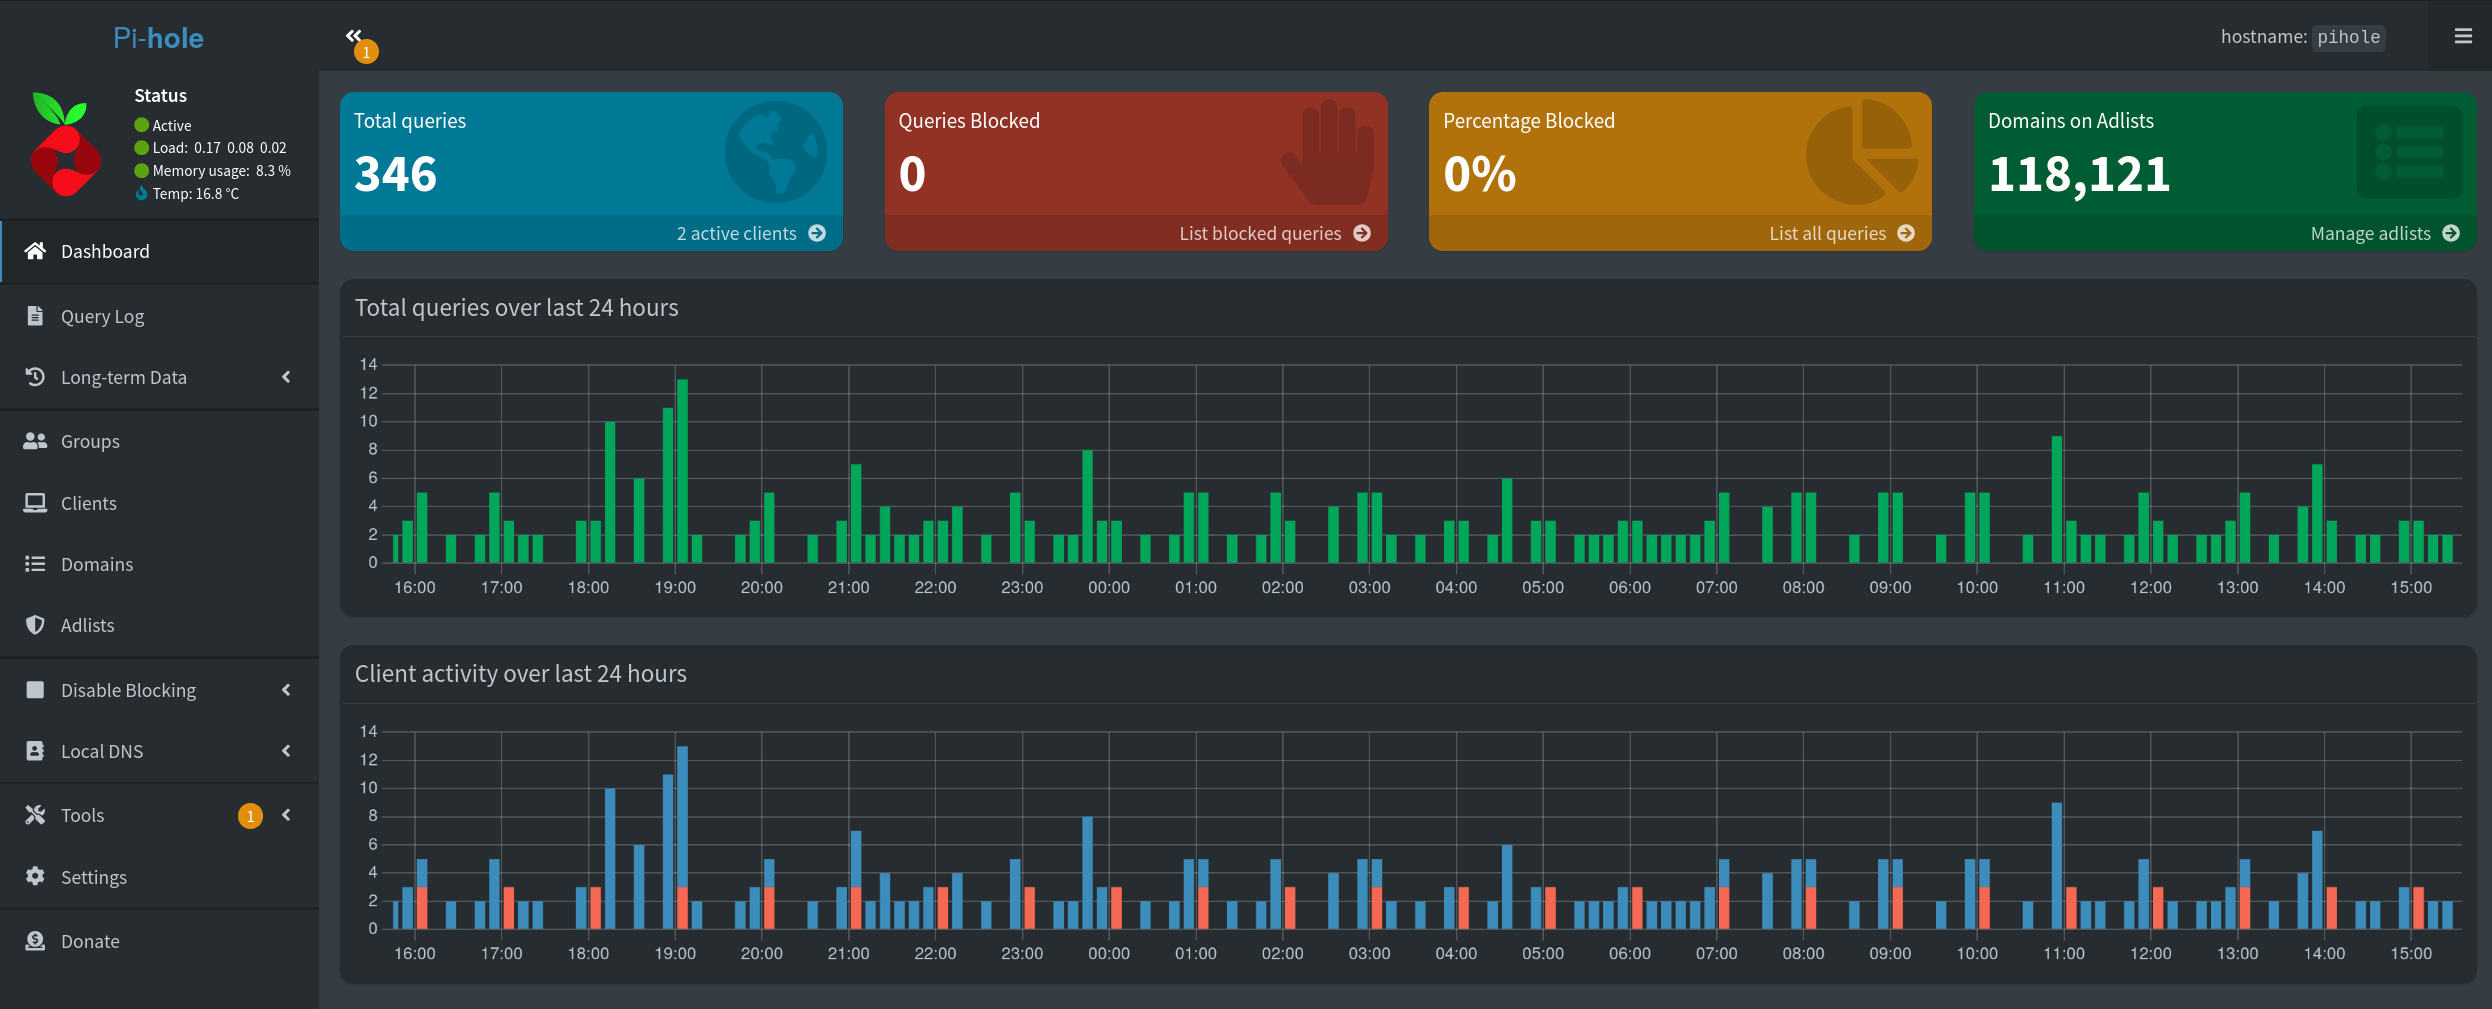 Pi-hole
1
hostname: pihole
Status
Active
Load: 0.17 0.08 0.02
Memory usage: 8.3 %
Temp: 16.8 °C
Dashboard
Query Log
Long-term Data
Groups
Clients
Domains
Adlists
Disable Blocking
Local DNS
Tools 1
Settings
Donate
Total queries
346
2 active clients
Queries Blocked
0
List blocked queries
Percentage Blocked
0%
List all queries
Domains on Adlists
118,121
Manage adlists
Total queries over last 24 hours
14
12
10
8
6
4
2
0
16:00 17:00 18:00 19:00 20:00 21:00 22:00 23:00 00:00 01:00 02:00 03:00 04:00 05:00 06:00 07:00 08:00 09:00 10:00 11:00 12:00 13:00 14:00 15:00
Client activity over last 24 hours
14
12
10
8
6
4
2
0
16:00 17:00 18:00 19:00 20:00 21:00 22:00 23:00 00:00 01:00 02:00 03:00 04:00 05:00 06:00 07:00 08:00 09:00 10:00 11:00 12:00 13:00 14:00 15:00